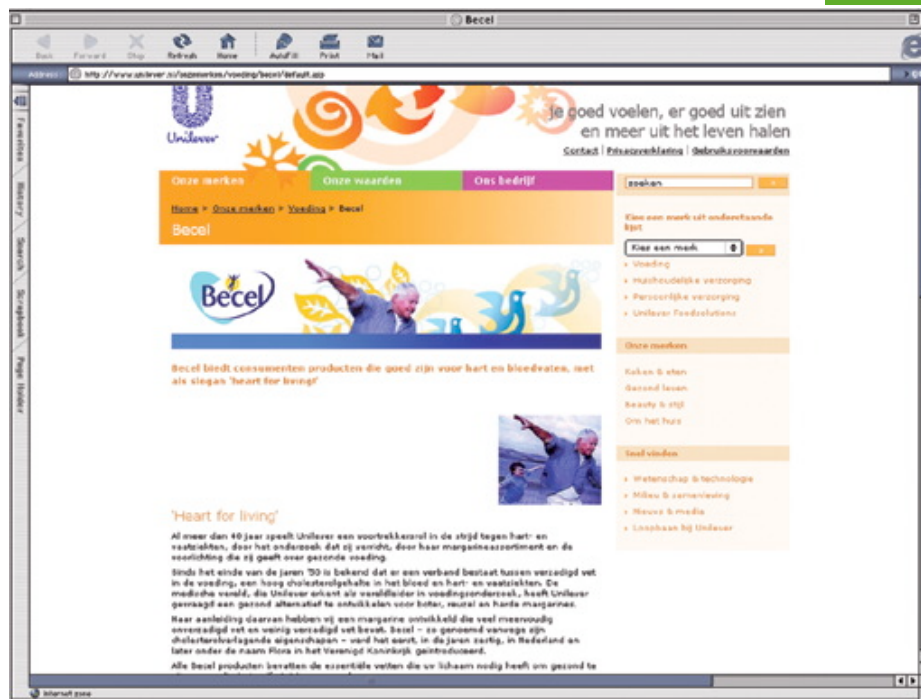 Becel
Back Forward Stop Refresh Home AutoFill Print Mail
Address http://www.unilever.nl/onzemerken/voeding/becel/default.asp
Favorites
History
Search
Scrapbook
Page Holder
Unilever
je goed voelen, er goed uit zien
en meer uit het leven halen
Contact | Privacyverklaring | Gebruiksvoorwaarden
Onze merken Onze waarden Ons bedrijf
zoeken
Home > Onze merken > Voeding > Becel
Becel
Kies een merk uit onderstaande
lijst
Kies een merk
Voeding
Huishoudelijke verzorging
Persoonlijke verzorging
Unilever Foodsolutions
Becel
Onze merken
Koken & eten
Gezond leven
Beauty & stijl
Om het huis
Snel vinden
Wetenschap & technologie
Milieu & samenleving
Nieuws & media
Loopbaan bij Unilever
Becel biedt consumenten producten die goed zijn voor hart en bloedvaten, met
als slogan 'heart for living!'
'Heart for living'
Al meer dan 40 jaar speelt Unilever een voortrekkersrol in de strijd tegen hart- en
vaatziekten, door het onderzoek dat zij verricht, door haar margarineassortiment en de
voorlichting die zij geeft over gezonde voeding.
Sinds het einde van de jaren '50 is bekend dat er een verband bestaat tussen verzadigd vet
in de voeding, een hoog cholesterolgehalte in het bloed en hart- en vaatziekten. De
medische wereld, die Unilever erkent als wereldleider in voedingsonderzoek, heeft Unilever
gevraagd een gezond alternatief te ontwikkelen voor boter, reuzel en harde margarines.
Naar aanleiding daarvan hebben wij een margarine ontwikkeld die veel meervoudig
onverzadigd vet en weinig verzadigd vet bevat. Becel - zo genoemd vanwege zijn
cholesterolverlagende eigenschappen - werd het eerst, in de jaren zestig, in Nederland en
later onder de naam Flora in het Verenigd Koninkrijk geïntroduceerd.
Alle Becel producten bevatten de essentiële vetten die uw lichaam nodig heeft om gezond te
Internet zone